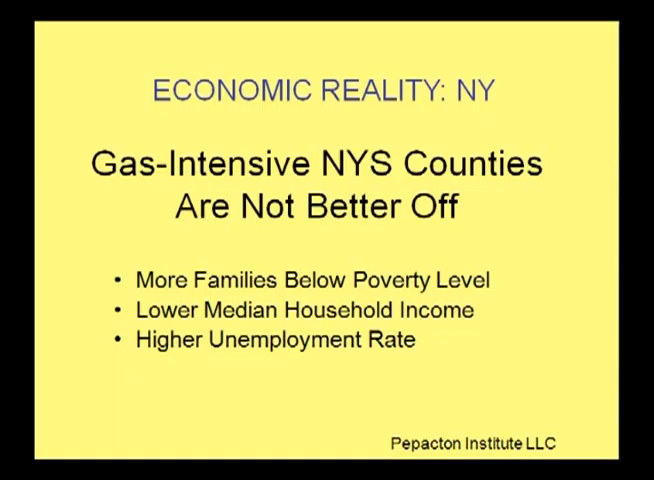 ECONOMIC REALITY: NY
Gas-Intensive NYS Counties
Are Not Better Off
• More Families Below Poverty Level
• Lower Median Household Income
• Higher Unemployment Rate
Pepacton Institute LLC